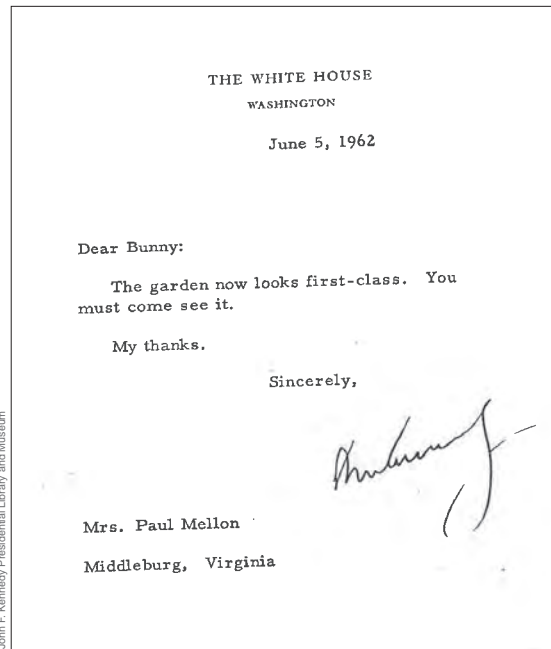 THE WHITE HOUSE
WASHINGTON
June 5, 1962
Dear Bunny:
The garden now looks first-class. You
must come see it.
My thanks.
Sincerely,
Mrs. Paul Mellon
Middleburg, Virginia
John F. Kennedy Presidential Library and Museum